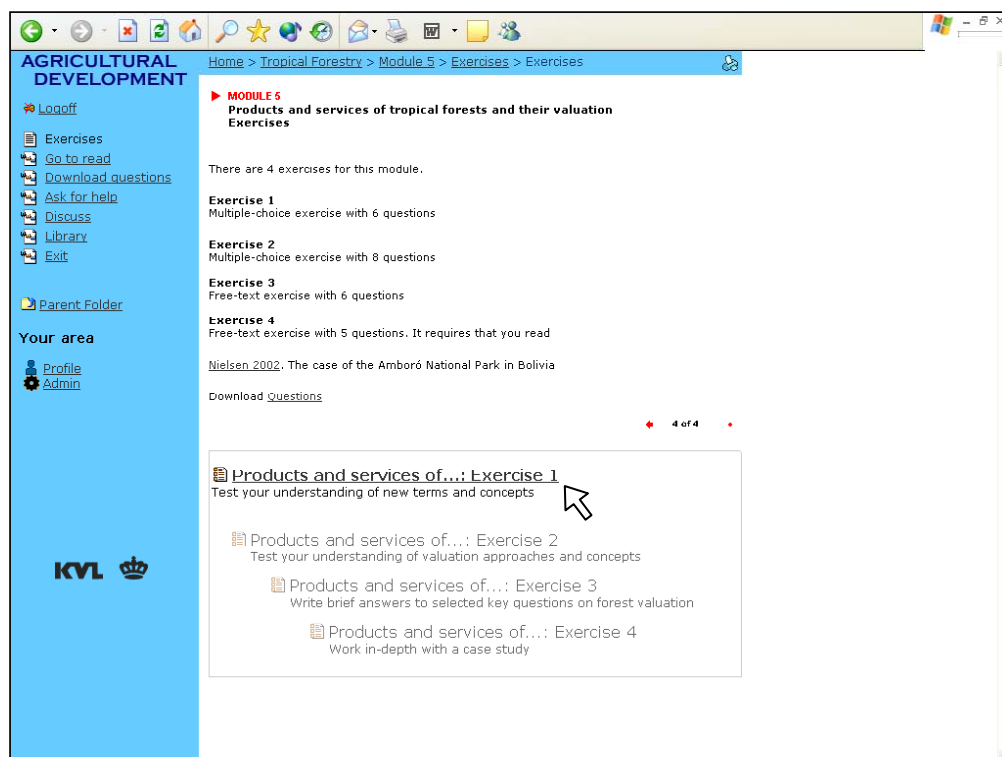 AGRICULTURAL
DEVELOPMENT
Logoff
Exercises
Go to read
Download questions
Ask for help
Discuss
Library
Exit
Parent Folder
Your area
Profile
Admin
KVL
Home > Tropical Forestry > Module 5 > Exercises > Exercises
MODULE 5
Products and services of tropical forests and their valuation
Exercises
There are 4 exercises for this module.
Exercise 1
Multiple-choice exercise with 6 questions
Exercise 2
Multiple-choice exercise with 8 questions
Exercise 3
Free-text exercise with 6 questions
Exercise 4
Free-text exercise with 5 questions. It requires that you read
Nielsen 2002. The case of the Amboró National Park in Bolivia
Download Questions
4 of 4
Products and services of...: Exercise 1
Test your understanding of new terms and concepts
Products and services of...: Exercise 2
Test your understanding of valuation approaches and concepts
Products and services of...: Exercise 3
Write brief answers to selected key questions on forest valuation
Products and services of...: Exercise 4
Work in-depth with a case study